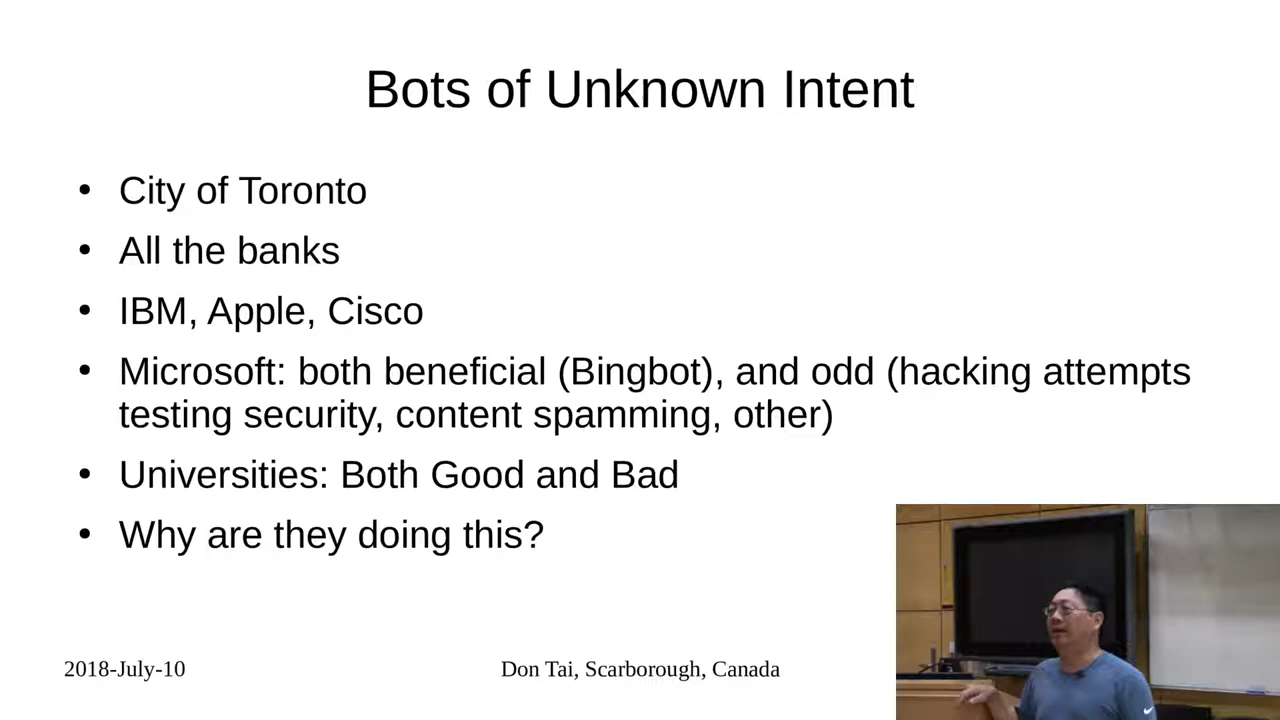 Bots of Unknown Intent
• City of Toronto
• All the banks
• IBM, Apple, Cisco
• Microsoft: both beneficial (Bingbot), and odd (hacking attempts
testing security, content spamming, other)
• Universities: Both Good and Bad
• Why are they doing this?
2018-July-10
Don Tai, Scarborough, Canada